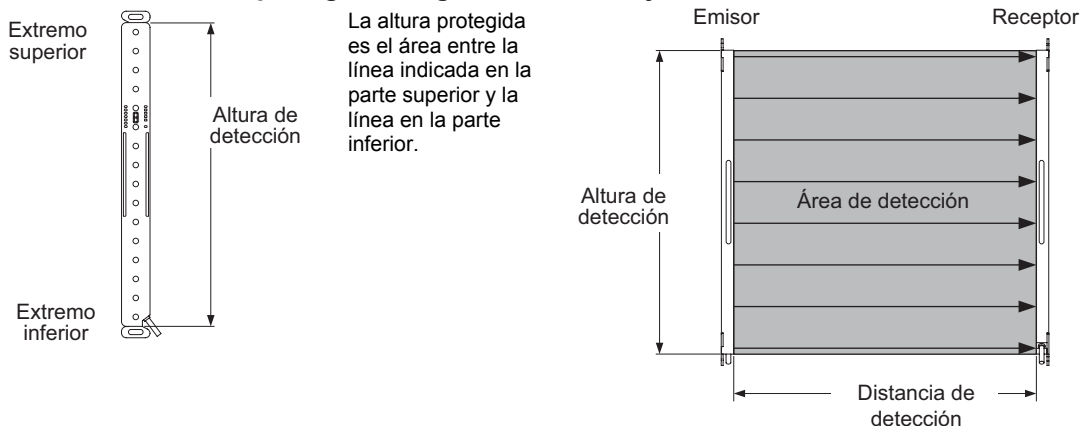 Extremo
superior
Altura de
detección
Extremo
inferior
La altura protegida
es el área entre la
línea indicada en la
parte superior y la
línea en la parte
inferior.
Emisor
Receptor
Altura de
detección
Área de detección
Distancia de
detección